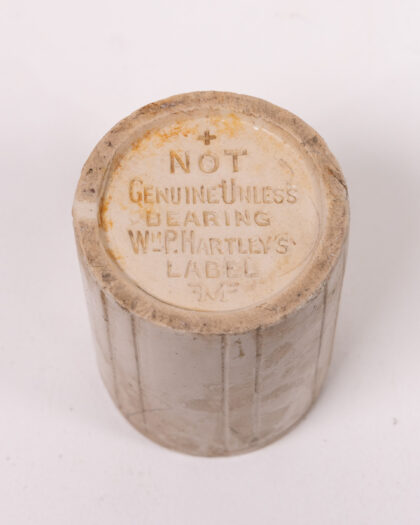 +
NOT
GENUINE UNLESS
BEARING
WM P. HARTLEY'S
LABEL